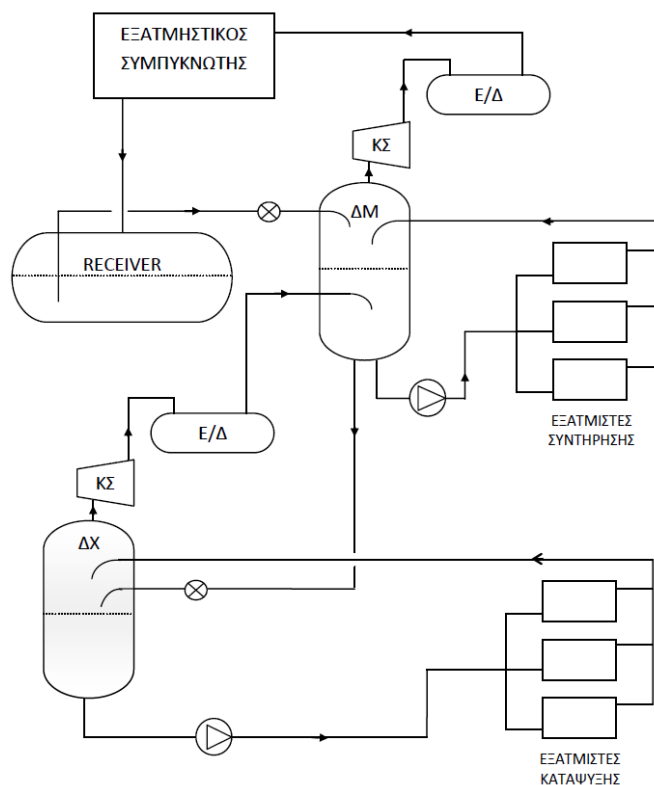 ΕΞΑΤΜΗΣΤΙΚΟΣ
ΣΥΜΠΥΚΝΩΤΗΣ
Ε/Δ
ΚΣ
ΔΜ
RECEIVER
Ε/Δ
ΕΞΑΤΜΙΣΤΕΣ
ΣΥΝΤΗΡΗΣΗΣ
ΚΣ
ΔΧ
ΕΞΑΤΜΙΣΤΕΣ
ΚΑΤΑΨΥΞΗΣ